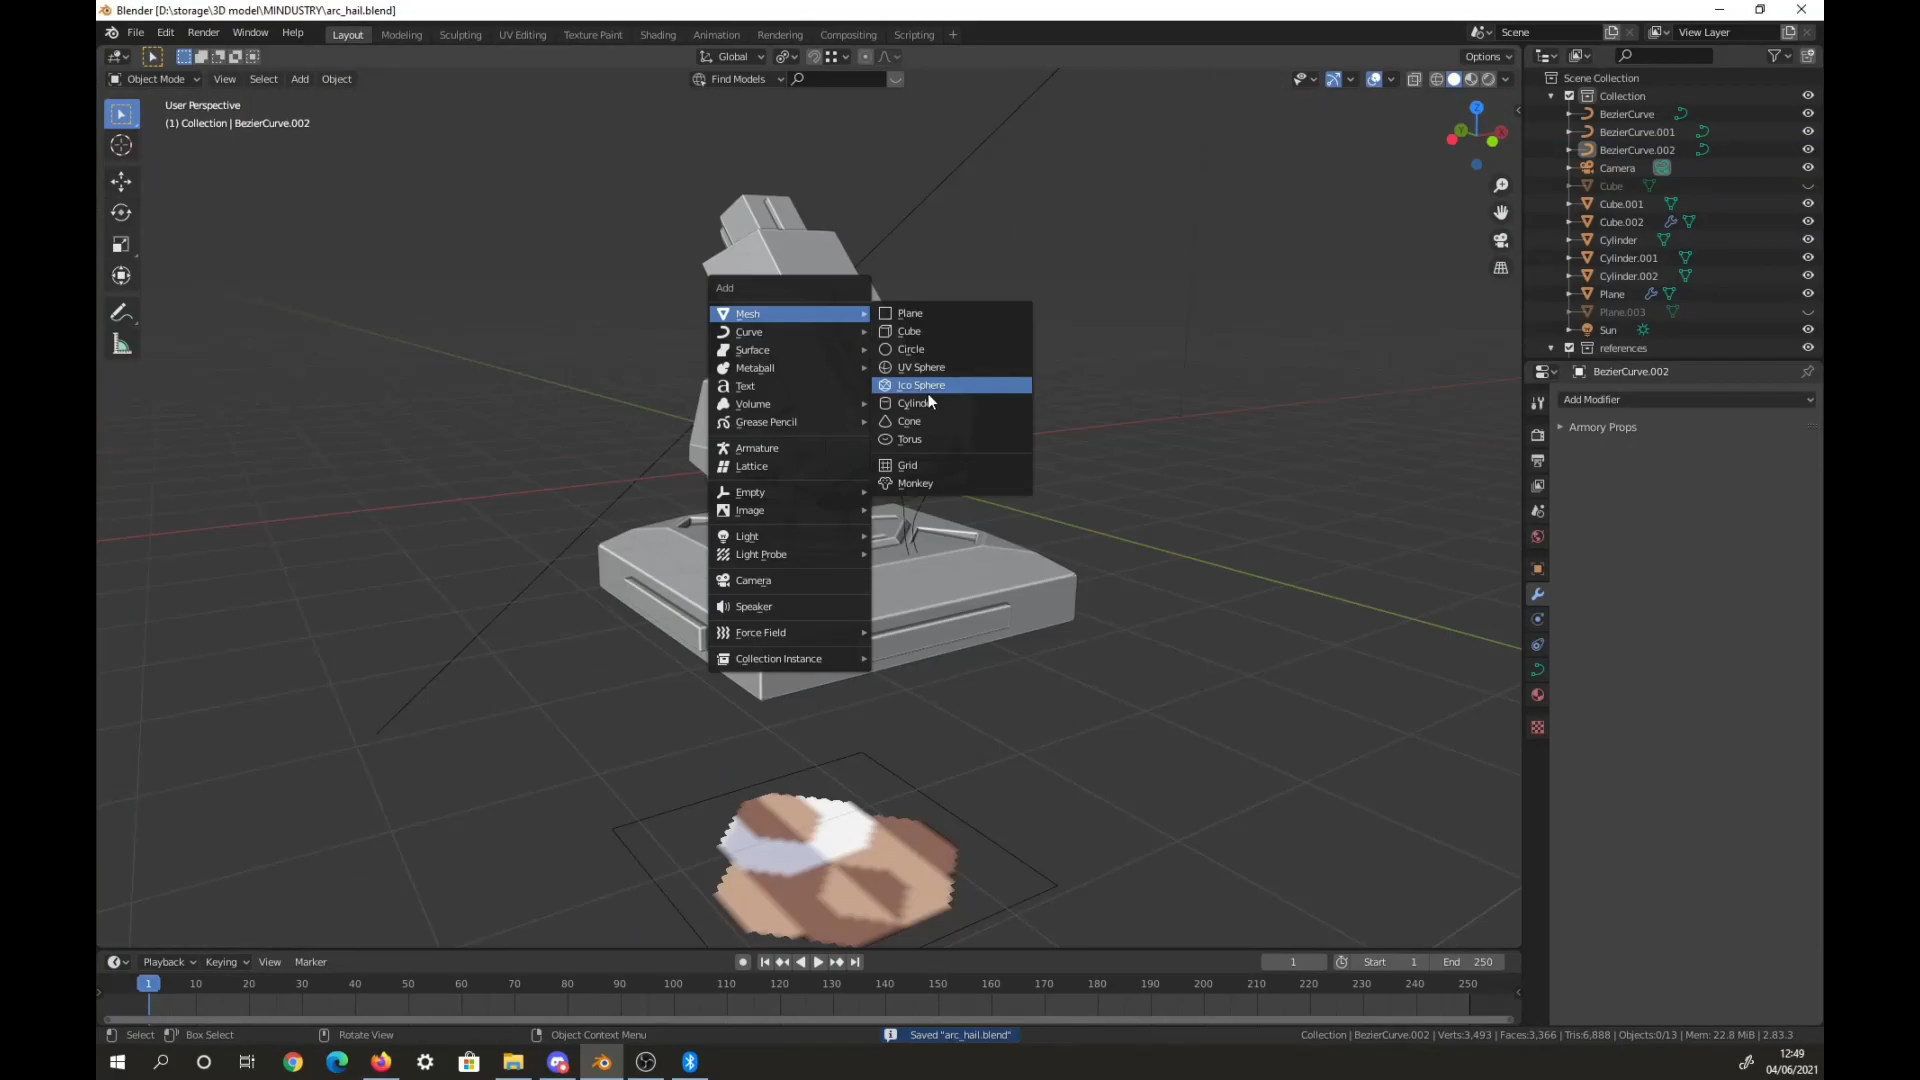 Blender [D:\storage\3D model\MINDUSTRY\arc_hail.blend]
File Edit Render Window Help Layout Modeling Sculpting UV Editing Texture Paint Shading Animation Rendering Compositing Scripting + Scene View Layer
Global Options
Object Mode View Select Add Object Find Models
User Perspective
(1) Collection | BezierCurve.002
Scene Collection
Collection
BezierCurve
BezierCurve.001
BezierCurve.002
Camera
Cube
Cube.001
Cube.002
Cylinder
Cylinder.001
Cylinder.002
Plane
Plane.003
Sun
references
BezierCurve.002
Add Modifier
Armory Props
Z
Y
X
Add
Mesh
Curve
Surface
Metaball
Text
Volume
Grease Pencil
Armature
Lattice
Empty
Image
Light
Light Probe
Camera
Speaker
Force Field
Collection Instance
Plane
Cube
Circle
UV Sphere
Ico Sphere
Cone
Torus
Grid
Monkey
Playback Keying View Marker 1 Start 1 End 250
1 10 20 30 40 50 60 70 80 90 100 110 120 130 140 150 160 170 180 190 200 210 220 230 240 250
Select Box Select Rotate View Object Context Menu Saved "arc_hail.blend" Collection | BezierCurve.002 | Verts:3,493 | Faces:3,366 | Tris:6,888 | Objects:0/13 | Mem: 22.8 MiB | 2.83.3
12:49
04/06/2021